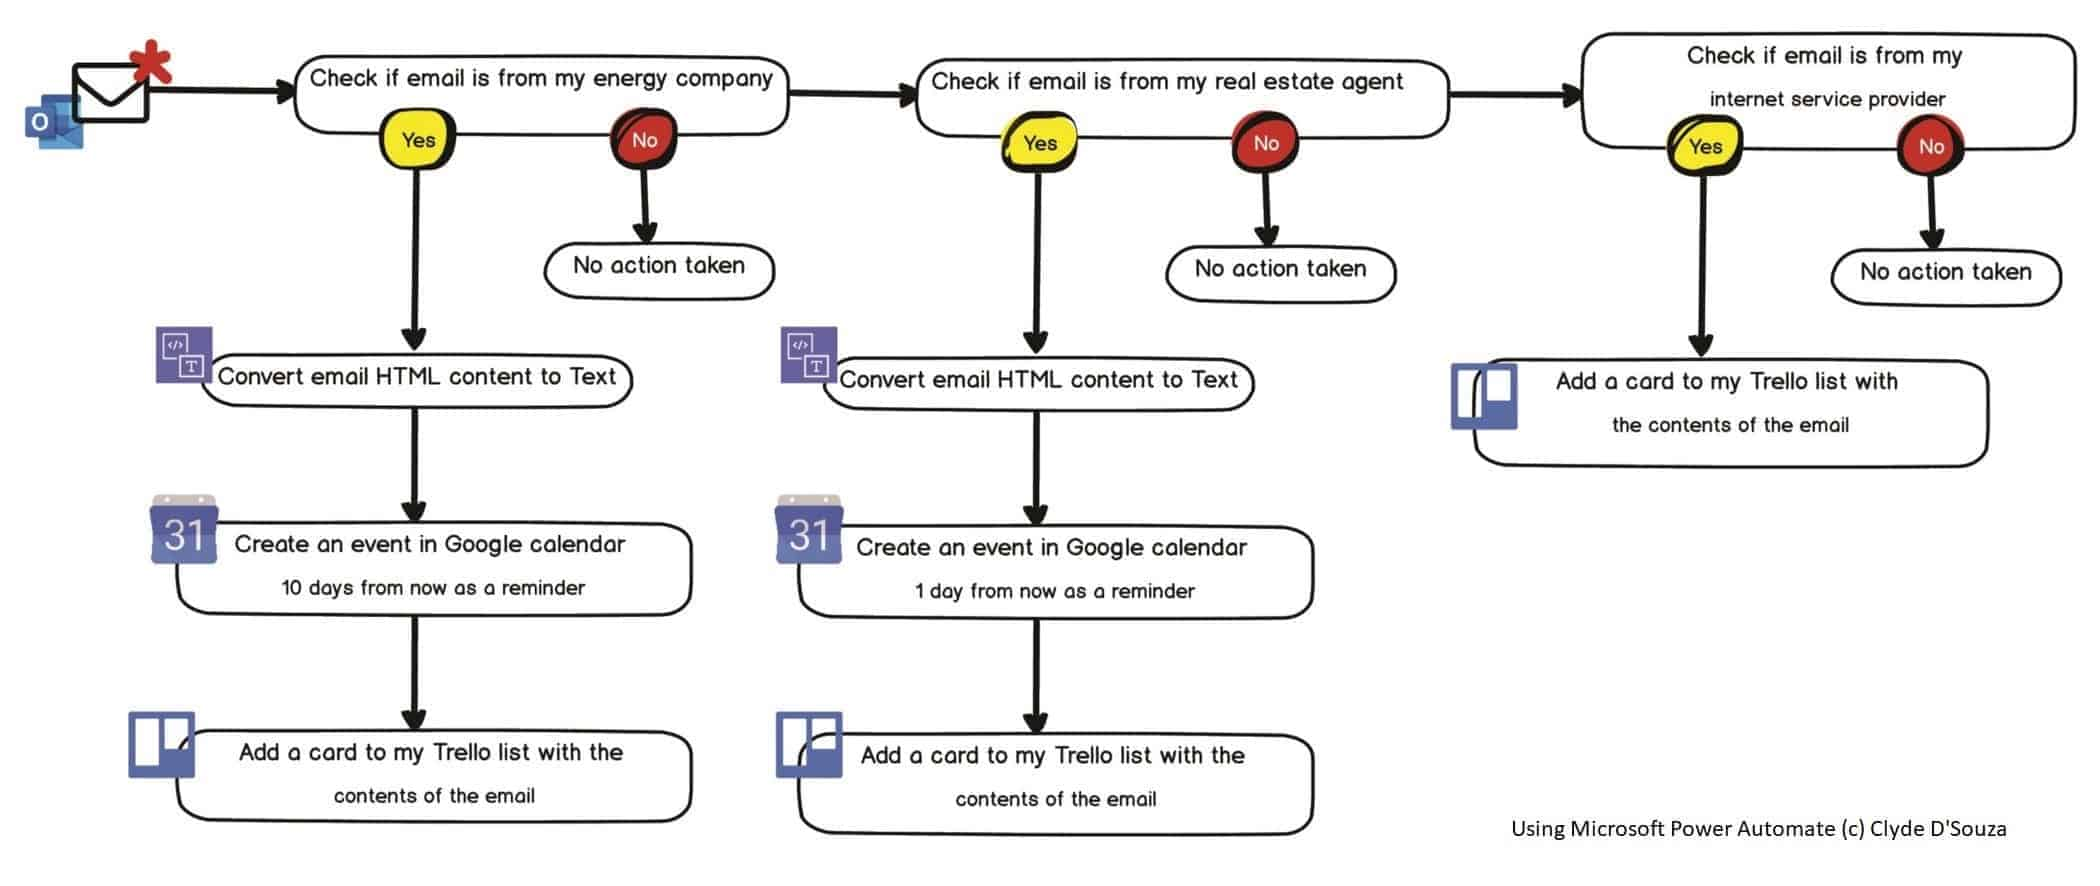 O
Check if email is from my energy company
Yes
No
No action taken
</>
T
Convert email HTML content to Text
31
Create an event in Google calendar
10 days from now as a reminder
Add a card to my Trello list with the
contents of the email
Check if email is from my real estate agent
Yes
No
No action taken
</>
T
Convert email HTML content to Text
31
Create an event in Google calendar
1 day from now as a reminder
Add a card to my Trello list with the
contents of the email
Check if email is from my
internet service provider
Yes
No
No action taken
Add a card to my Trello list with
the contents of the email
Using Microsoft Power Automate (c) Clyde D'Souza